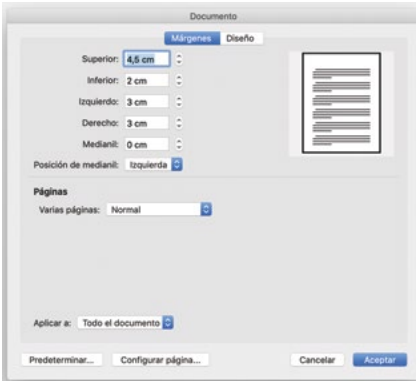 Documento
Márgenes Diseño
Superior: 4,5 cm
Inferior: 2 cm
Izquierdo: 3 cm
Derecho: 3 cm
Medianil: 0 cm
Posición de medianil: Izquierda
Páginas
Varias páginas: Normal
Aplicar a: Todo el documento
Predeterminar... Configurar página... Cancelar Aceptar